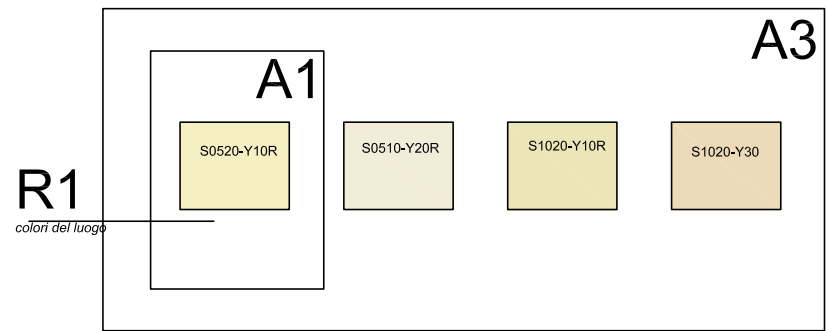 A3
A1
S0520-Y10R
S0510-Y20R
S1020-Y10R
S1020-Y30
R1
colori del luogo